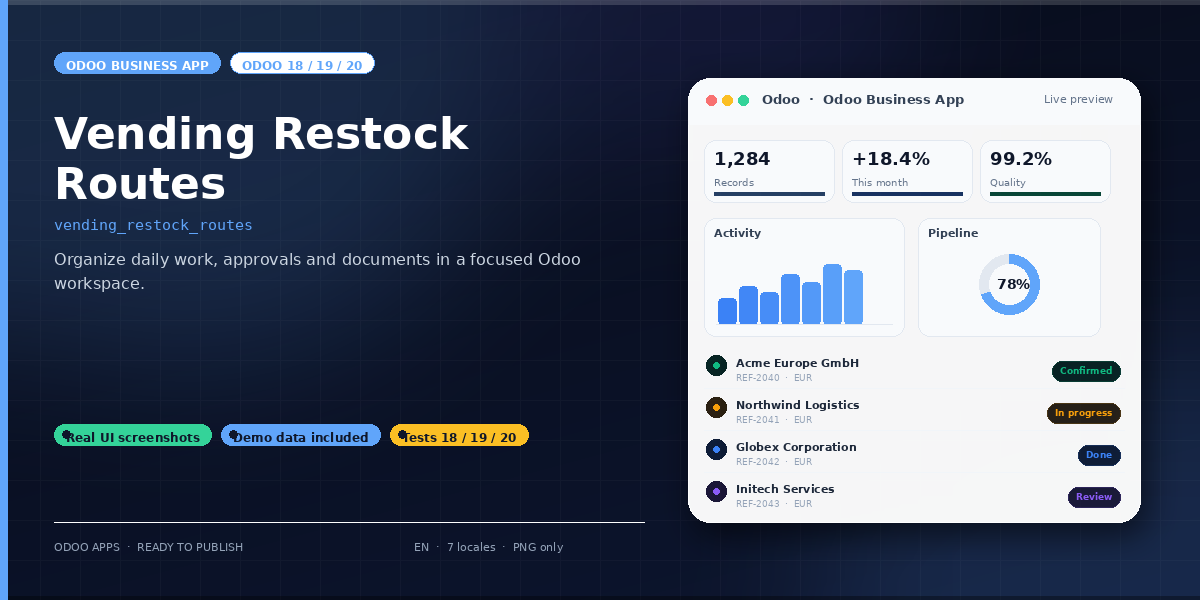 ODOO BUSINESS APP
ODOO 18 / 19 / 20
Vending Restock
Routes
vending_restock_routes
Organize daily work, approvals and documents in a focused Odoo
workspace.
Real UI screenshots
Demo data included
Tests 18 / 19 / 20
ODOO APPS · READY TO PUBLISH
EN · 7 locales · PNG only
Odoo · Odoo Business App
Live preview
1,284
Records
+18.4%
This month
99.2%
Quality
Activity
Pipeline
78%
Acme Europe GmbH
REF-2040 · EUR
Confirmed
Northwind Logistics
REF-2041 · EUR
In progress
Globex Corporation
REF-2042 · EUR
Done
Initech Services
REF-2043 · EUR
Review